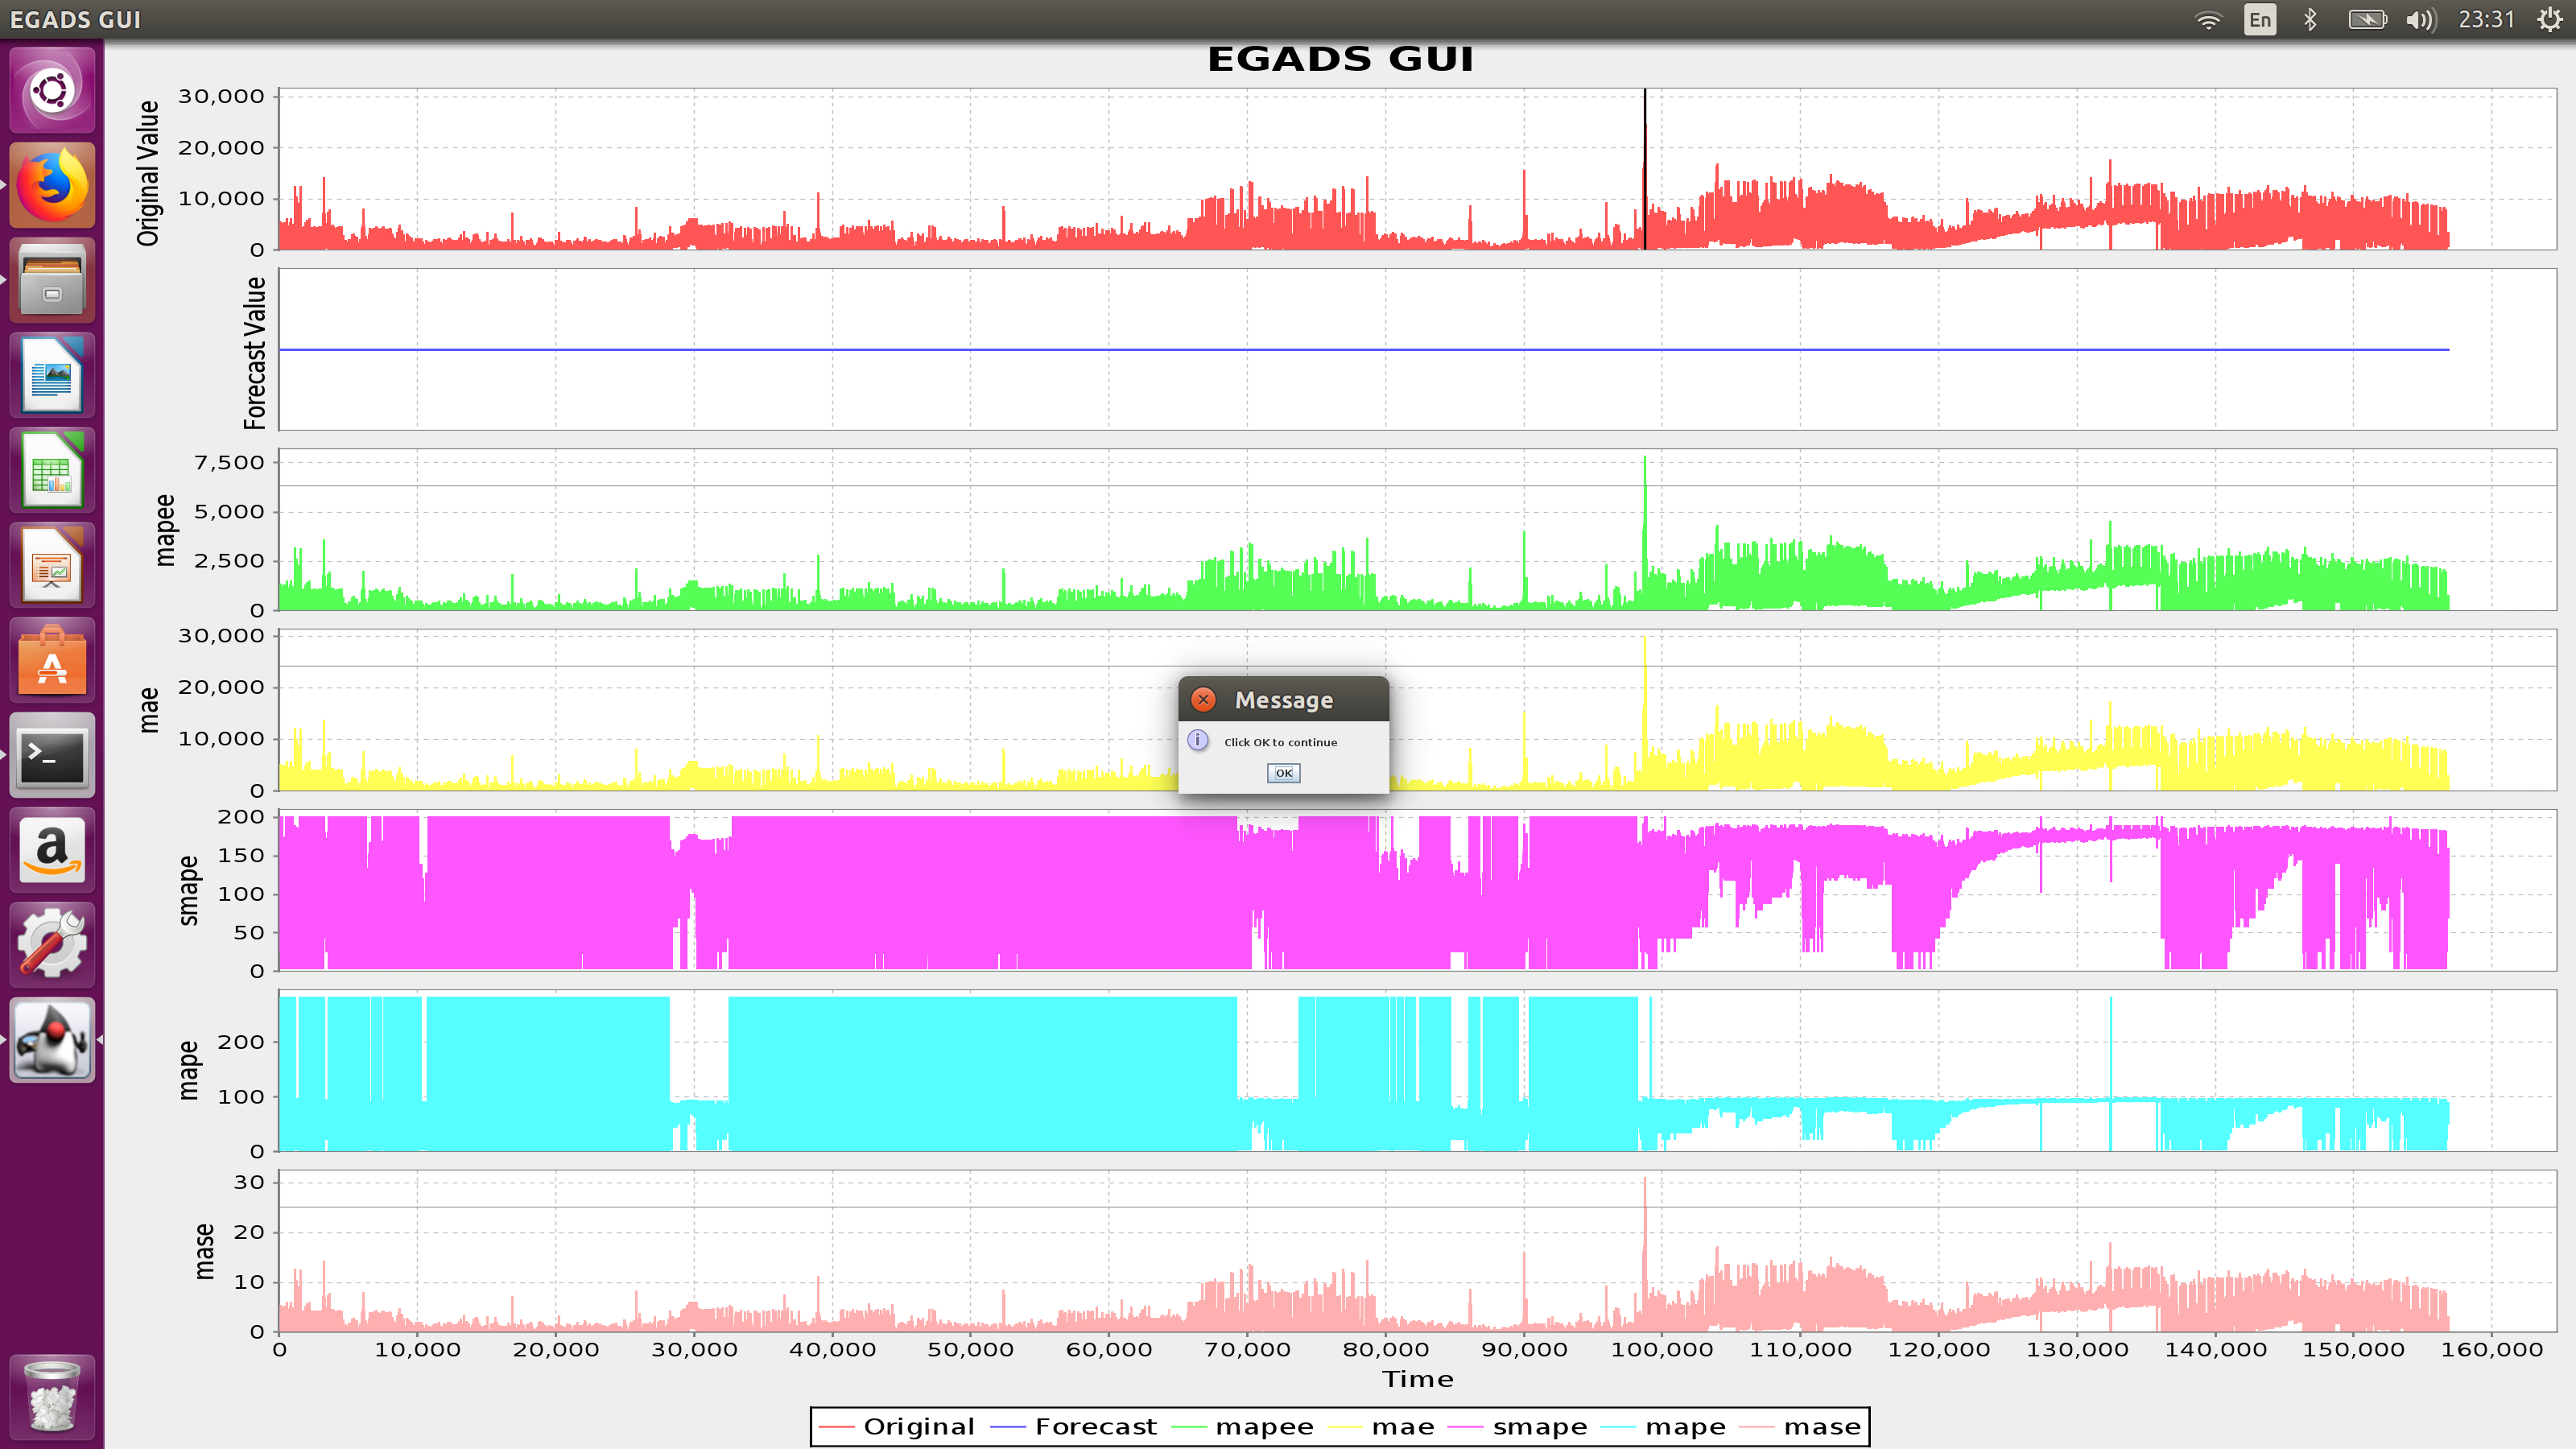 EGADS GUI
En
23:31
EGADS GUI
Original Value
30,000
20,000
10,000
0
Forecast Value
mapee
7,500
5,000
2,500
0
mae
30,000
20,000
10,000
0
Message
Click OK to continue
OK
smape
200
150
100
50
0
mape
200
100
0
mase
30
20
10
0
0 10,000 20,000 30,000 40,000 50,000 60,000 70,000 80,000 90,000 100,000 110,000 120,000 130,000 140,000 150,000 160,000
Time
Original Forecast mapee mae smape mape mase